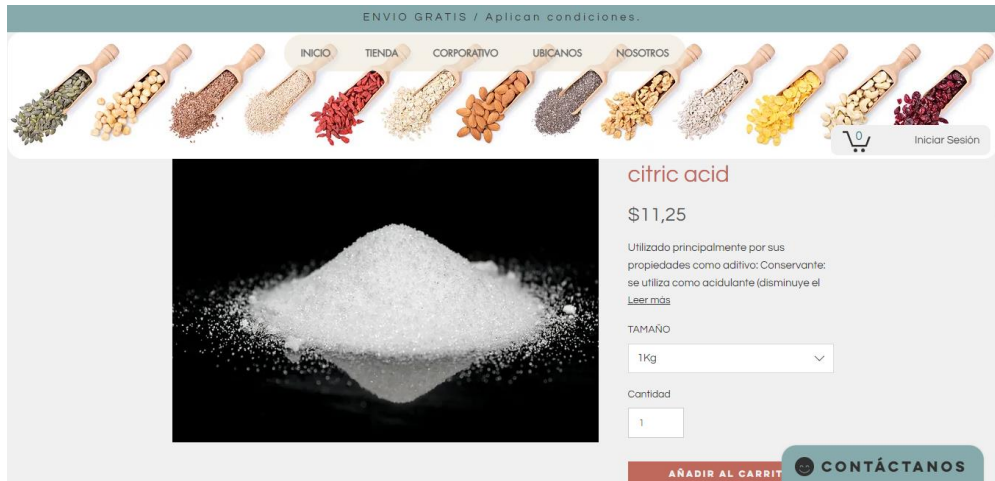 ENVIO GRATIS / Aplican condiciones.
INICIO TIENDA CORPORATIVO UBICANOS NOSOTROS
0 Iniciar Sesión
citric acid
$11,25
Utilizado principalmente por sus
propiedades como aditivo: Conservante:
se utiliza como acidulante (disminuye el
Leer más
TAMAÑO
1Kg
Cantidad
1
AÑADIR AL CARRIT
CONTÁCTANOS